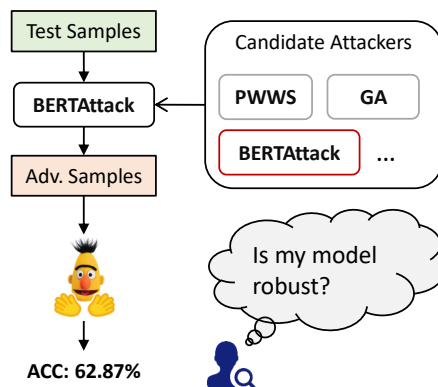 Test Samples
BERTAttack
Adv. Samples
ACC: 62.87%
Candidate Attackers
PWWS GA
BERTAttack ...
Is my model
robust?